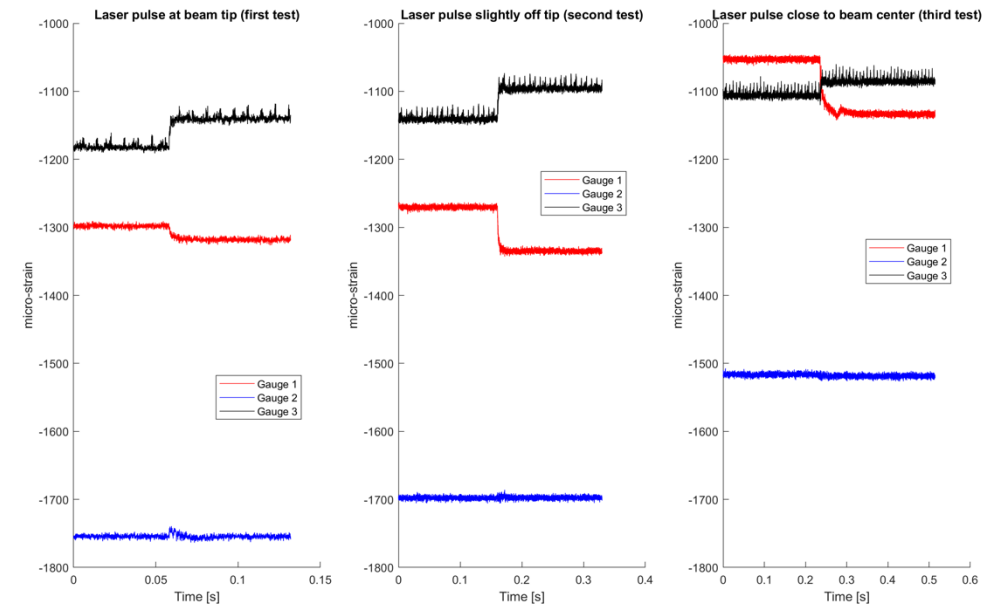 Laser pulse at beam tip (first test)
-1000
-1100
-1200
-1300
-1400
-1500
-1600
-1700
-1800
micro-strain
0
0.05
0.1
0.15
Time [s]
Gauge 1
Gauge 2
Gauge 3
Laser pulse slightly off tip (second test)
-1000
-1100
-1200
-1300
-1400
-1500
-1600
-1700
-1800
micro-strain
0
0.1
0.2
0.3
0.4
Time [s]
Gauge 1
Gauge 2
Gauge 3
Laser pulse close to beam center (third test)
-1000
-1100
-1200
-1300
-1400
-1500
-1600
-1700
-1800
micro-strain
0
0.1
0.2
0.3
0.4
0.5
0.6
Time [s]
Gauge 1
Gauge 2
Gauge 3